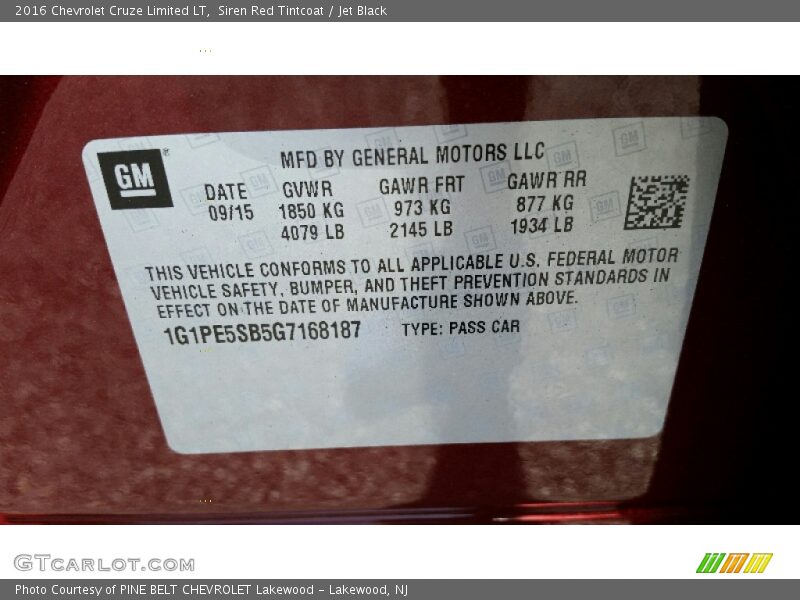 2016 Chevrolet Cruze Limited LT, Siren Red Tintcoat / Jet Black
GM
MFD BY GENERAL MOTORS LLC
DATE GVWR GAWR FRT GAWR RR
09/15 1850 KG 973 KG 877 KG
4079 LB 2145 LB 1934 LB
THIS VEHICLE CONFORMS TO ALL APPLICABLE U.S. FEDERAL MOTOR
VEHICLE SAFETY, BUMPER, AND THEFT PREVENTION STANDARDS IN
EFFECT ON THE DATE OF MANUFACTURE SHOWN ABOVE.
1G1PE5SB5G7168187 TYPE: PASS CAR
GTCARLOT.COM
Photo Courtesy of PINE BELT CHEVROLET Lakewood - Lakewood, NJ